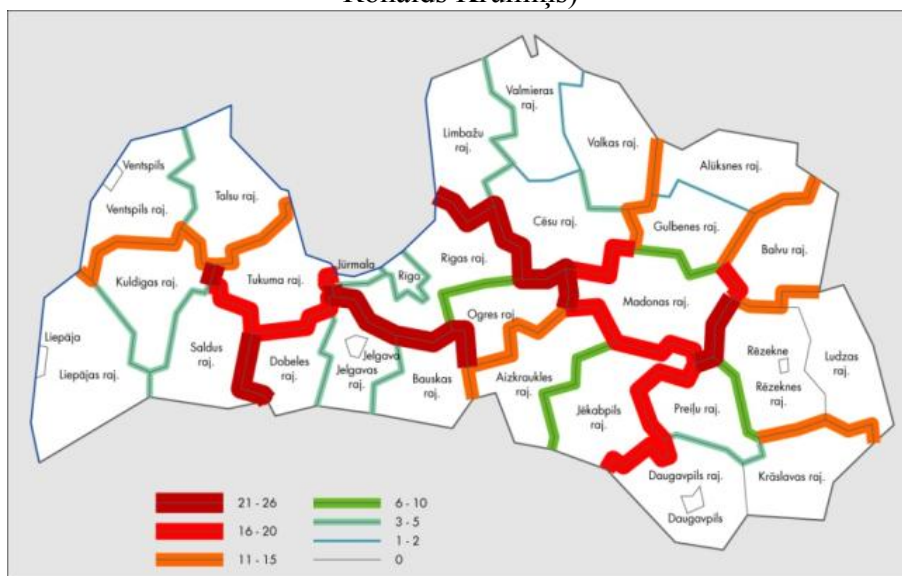 Ronalds Krūmiņš)
Valmieras
raj.
Limbažu
raj.
Valkas raj.
Alūksnes raj.
Ventspils
Talsu raj.
Ventspils raj.
Cēsu raj.
Gulbenes raj.
Balvu raj.
Jūrmala
Rīga
Rīgas raj.
Kuldīgas raj.
Tukuma raj.
Madonas raj.
Ogres raj.
Liepāja
Saldus
raj.
Dobeles
raj.
Jelgava
Jelgavas
raj.
Liepājas raj.
Bauskas
raj.
Aizkraukles
raj.
Rēzekne
Ludzas
raj.
Rēzeknes
raj.
Jēkabpils
raj.
Preiļu raj.
Daugavpils raj.
Krāslavas raj.
Daugavpils
21 - 26
6 - 10
16 - 20
3 - 5
1 - 2
11 - 15
0